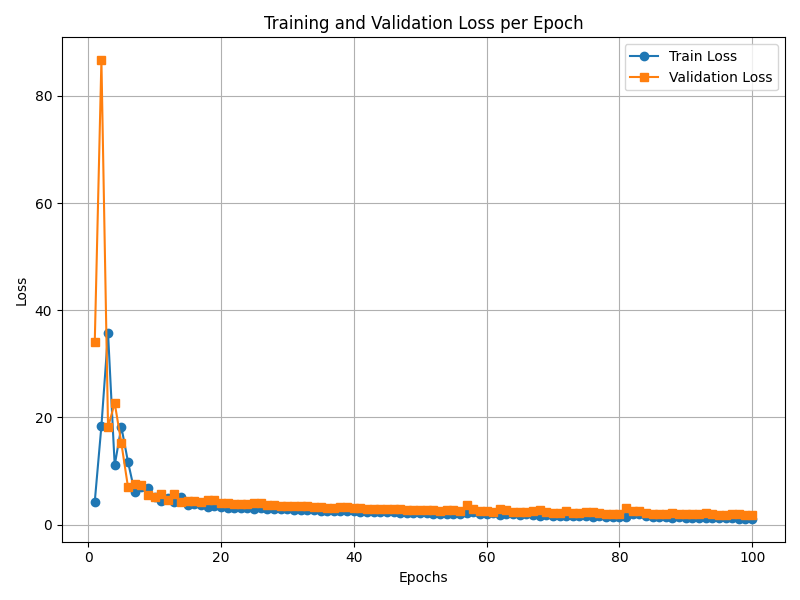 Training and Validation Loss per Epoch
Train Loss
Validation Loss
Loss
80
60
40
20
0
0 20 40 60 80 100
Epochs